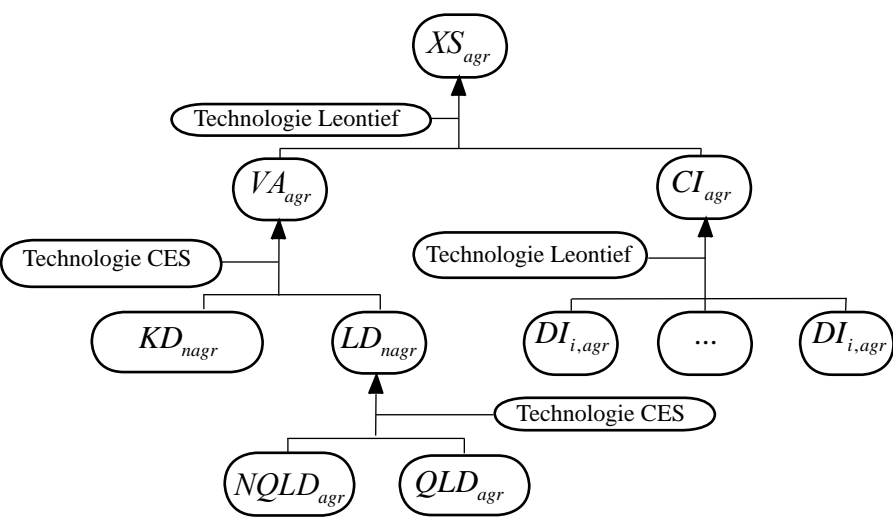 XS_agr
Technologie Leontief
VA_agr
CI_agr
Technologie CES
Technologie Leontief
KD_nagr
LD_nagr
DI_i,agr
...
DI_i,agr
Technologie CES
NQLD_agr
QLD_agr